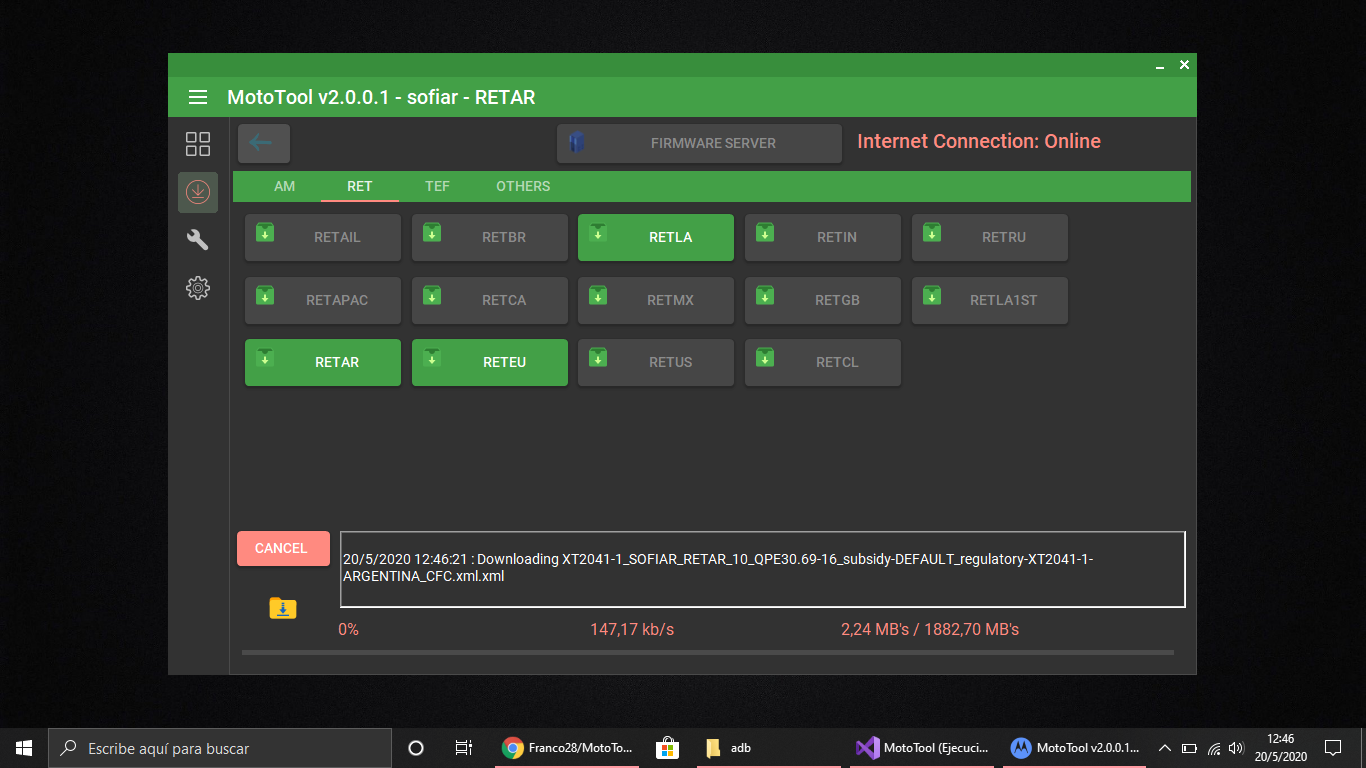 MotoTool v2.0.0.1 - sofiar - RETAR
FIRMWARE SERVER
Internet Connection: Online
AM RET TEF OTHERS
RETAIL RETBR RETLA RETIN RETRU
RETAPAC RETCA RETMX RETGB RETLA1ST
RETAR RETEU RETUS RETCL
CANCEL
20/5/2020 12:46:21 : Downloading XT2041-1_SOFIAR_RETAR_10_QPE30.69-16_subsidy-DEFAULT_regulatory-XT2041-1-
ARGENTINA_CFC.xml.xml
0% 147,17 kb/s 2,24 MB's / 1882,70 MB's
Escribe aquí para buscar
Franco28/MotoTo...
adb
MotoTool (Ejecuci...
MotoTool v2.0.0.1...
12:46
20/5/2020